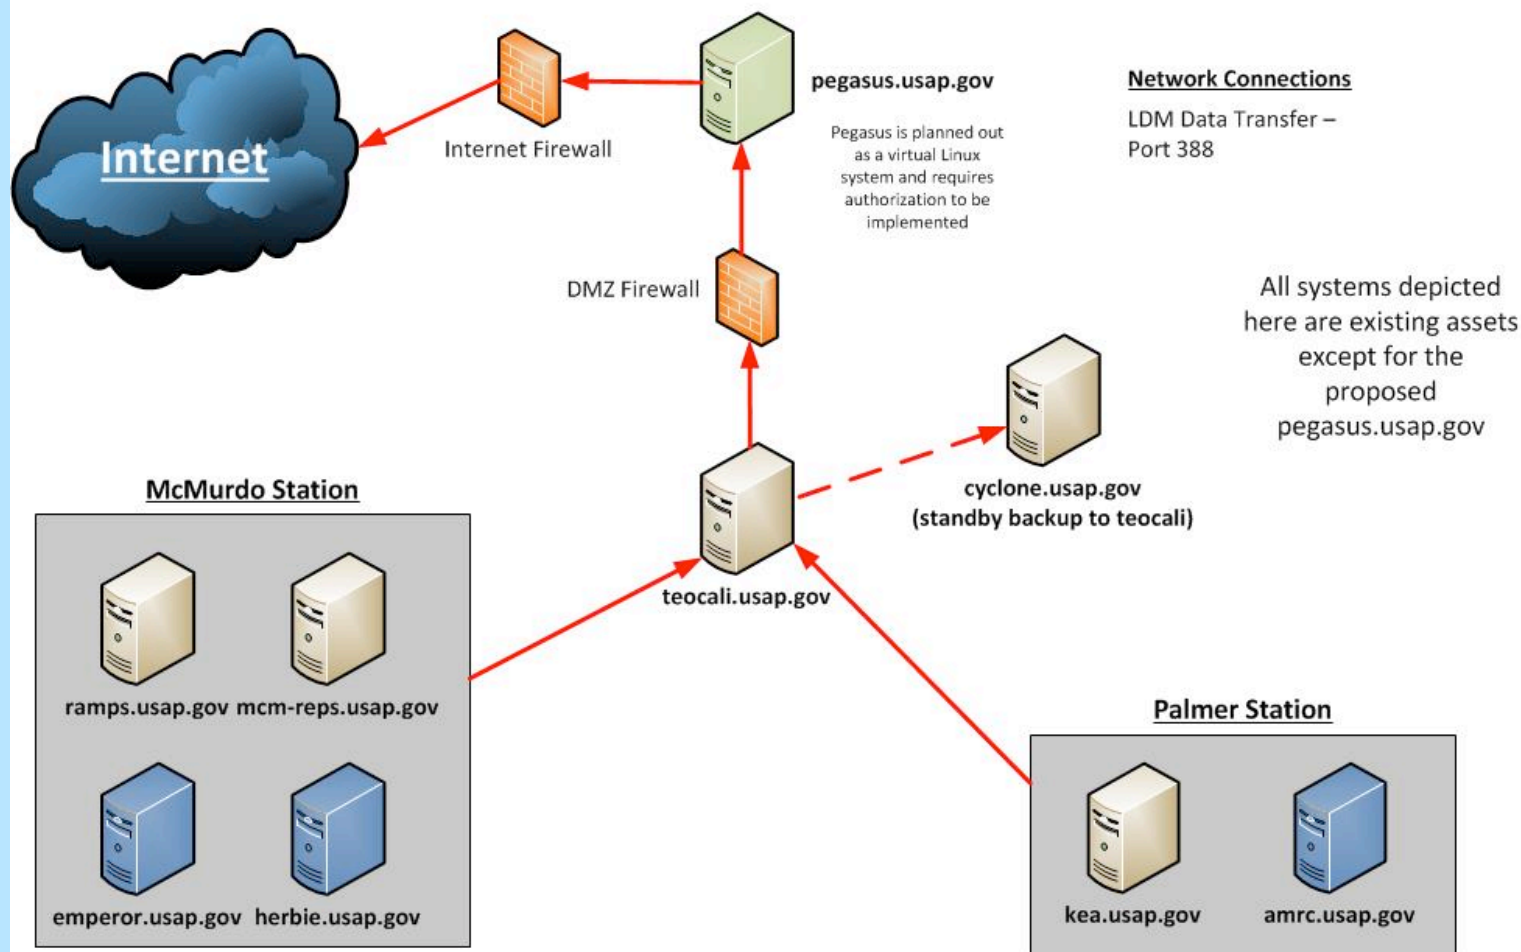 Internet
Internet Firewall
pegasus.usap.gov
Pegasus is planned out
as a virtual Linux
system and requires
authorization to be
implemented
Network Connections
LDM Data Transfer –
Port 388
DMZ Firewall
All systems depicted
here are existing assets
except for the
proposed
pegasus.usap.gov
cyclone.usap.gov
(standby backup to teocali)
teocali.usap.gov
McMurdo Station
ramps.usap.gov
mcm-reps.usap.gov
emperor.usap.gov
herbie.usap.gov
Palmer Station
kea.usap.gov
amrc.usap.gov